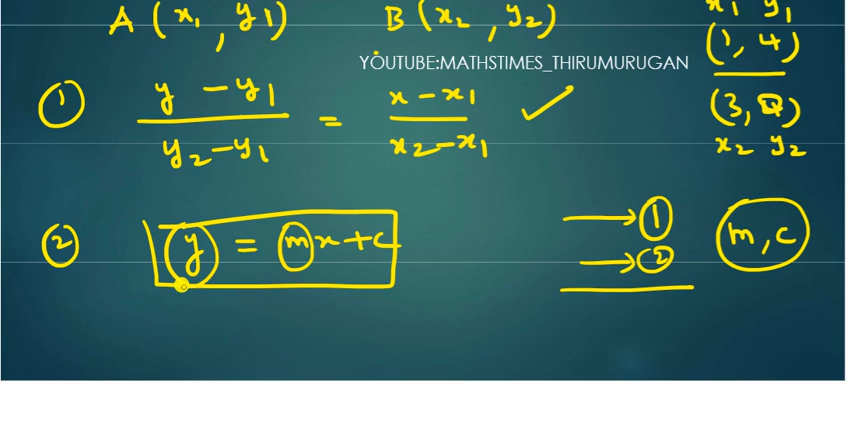 A (x₁, y₁) B (x₂, y₂) x₁ y₁
(1, 4)
YOUTUBE:MATHSTIMES_THIRUMURUGAN
① (y - y₁)/(y₂ - y₁) = (x - x₁)/(x₂ - x₁) ✓
x₂ y₂
② y = mx + c
→ ①
→ ②
m, c